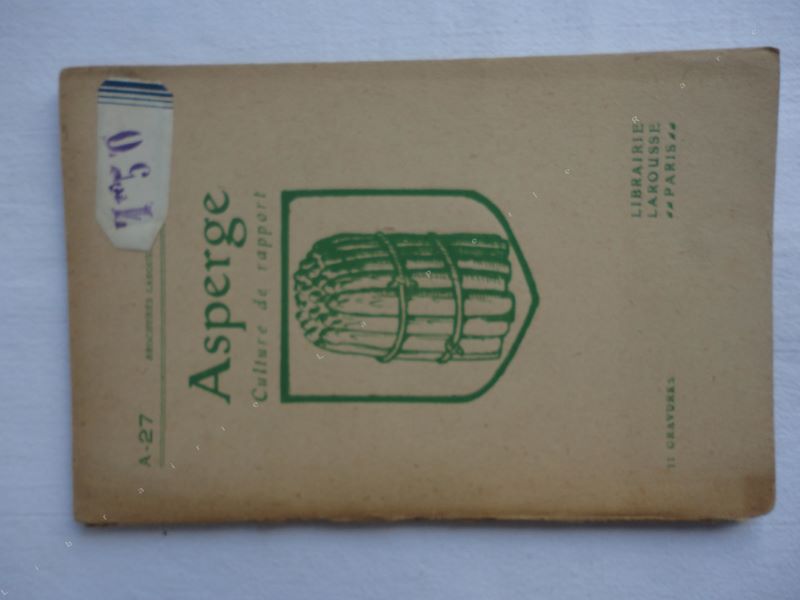 A-27
BROCHURES LAROUSSE
Asperge
Culture de rapport
11 GRAVURES
LIBRAIRIE
LAROUSSE
PARIS